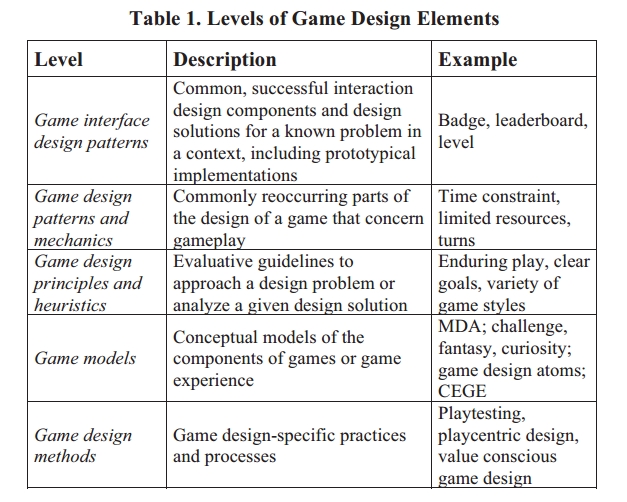 Table 1. Levels of Game Design Elements
Level
Description
Example
Game interface
design patterns
Common, successful interaction
design components and design
solutions for a known problem in
a context, including prototypical
implementations
Badge, leaderboard,
level
Game design
patterns and
mechanics
Commonly reoccurring parts of
the design of a game that concern
gameplay
Time constraint,
limited resources,
turns
Game design
principles and
heuristics
Evaluative guidelines to
approach a design problem or
analyze a given design solution
Enduring play, clear
goals, variety of
game styles
Game models
Conceptual models of the
components of games or game
experience
MDA; challenge,
fantasy, curiosity;
game design atoms;
CEGE
Game design
methods
Game design-specific practices
and processes
Playtesting,
playcentric design,
value conscious
game design